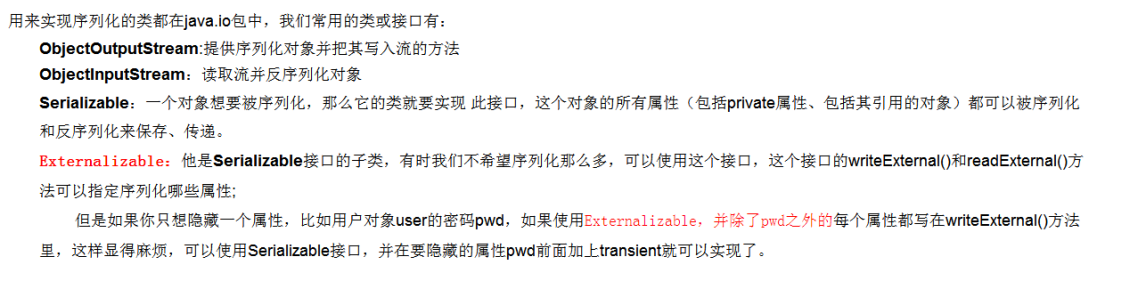 用来实现序列化的类都在java.io包中，我们常用的类或接口有：
ObjectOutputStream:提供序列化对象并把其写入流的方法
ObjectInputStream：读取流并反序列化对象
Serializable：一个对象想要被序列化，那么它的类就要实现 此接口，这个对象的所有属性（包括private属性、包括其引用的对象）都可以被序列化
和反序列化来保存、传递。
Externalizable：他是Serializable接口的子类，有时我们不希望序列化那么多，可以使用这个接口，这个接口的writeExternal()和readExternal()方
法可以指定序列化哪些属性;
但是如果你只想隐藏一个属性，比如用户对象user的密码pwd，如果使用Externalizable，并除了pwd之外的每个属性都写在writeExternal()方法
里，这样显得麻烦，可以使用Serializable接口，并在要隐藏的属性pwd前面加上transient就可以实现了。